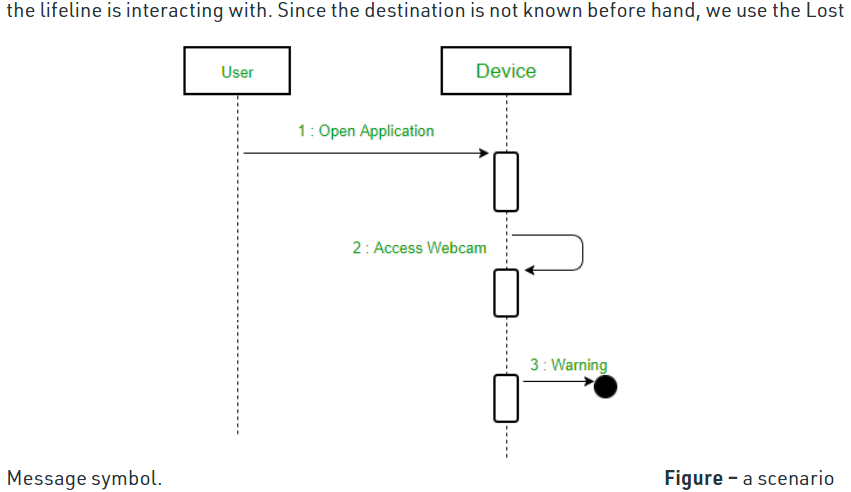 the lifeline is interacting with. Since the destination is not known before hand, we use the Lost
User
Device
1 : Open Application
2 : Access Webcam
3 : Warning
Message symbol.
Figure – a scenario